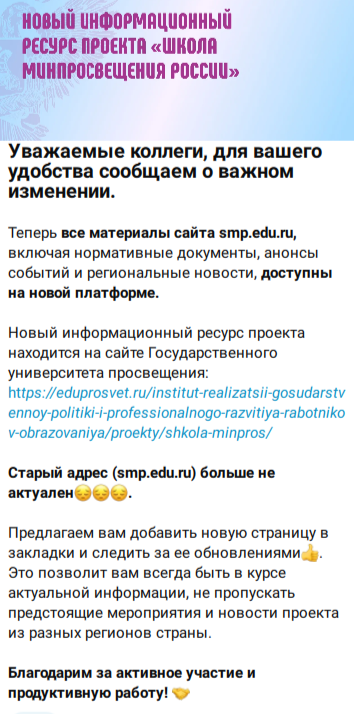 НОВЫЙ ИНФОРМАЦИОННЫЙ
РЕСУРС ПРОЕКТА «ШКОЛА
МИНПРОСВЕЩЕНИЯ РОССИИ»
Уважаемые коллеги, для вашего
удобства сообщаем о важном
изменении.
Теперь все материалы сайта smp.edu.ru,
включая нормативные документы, анонсы
событий и региональные новости, доступны
на новой платформе.
Новый информационный ресурс проекта
находится на сайте Государственного
университета просвещения:
https://eduprosvet.ru/institut-realizatsii-gosudarstv
ennoy-politiki-i-professionalnogo-razvitiya-rabotniko
v-obrazovaniya/proekty/shkola-minpros/
Старый адрес (smp.edu.ru) больше не
актуален😔😔😔.
Предлагаем вам добавить новую страницу в
закладки и следить за ее обновлениями👍.
Это позволит вам всегда быть в курсе
актуальной информации, не пропускать
предстоящие мероприятия и новости проекта
из разных регионов страны.
Благодарим за активное участие и
продуктивную работу! 🤝